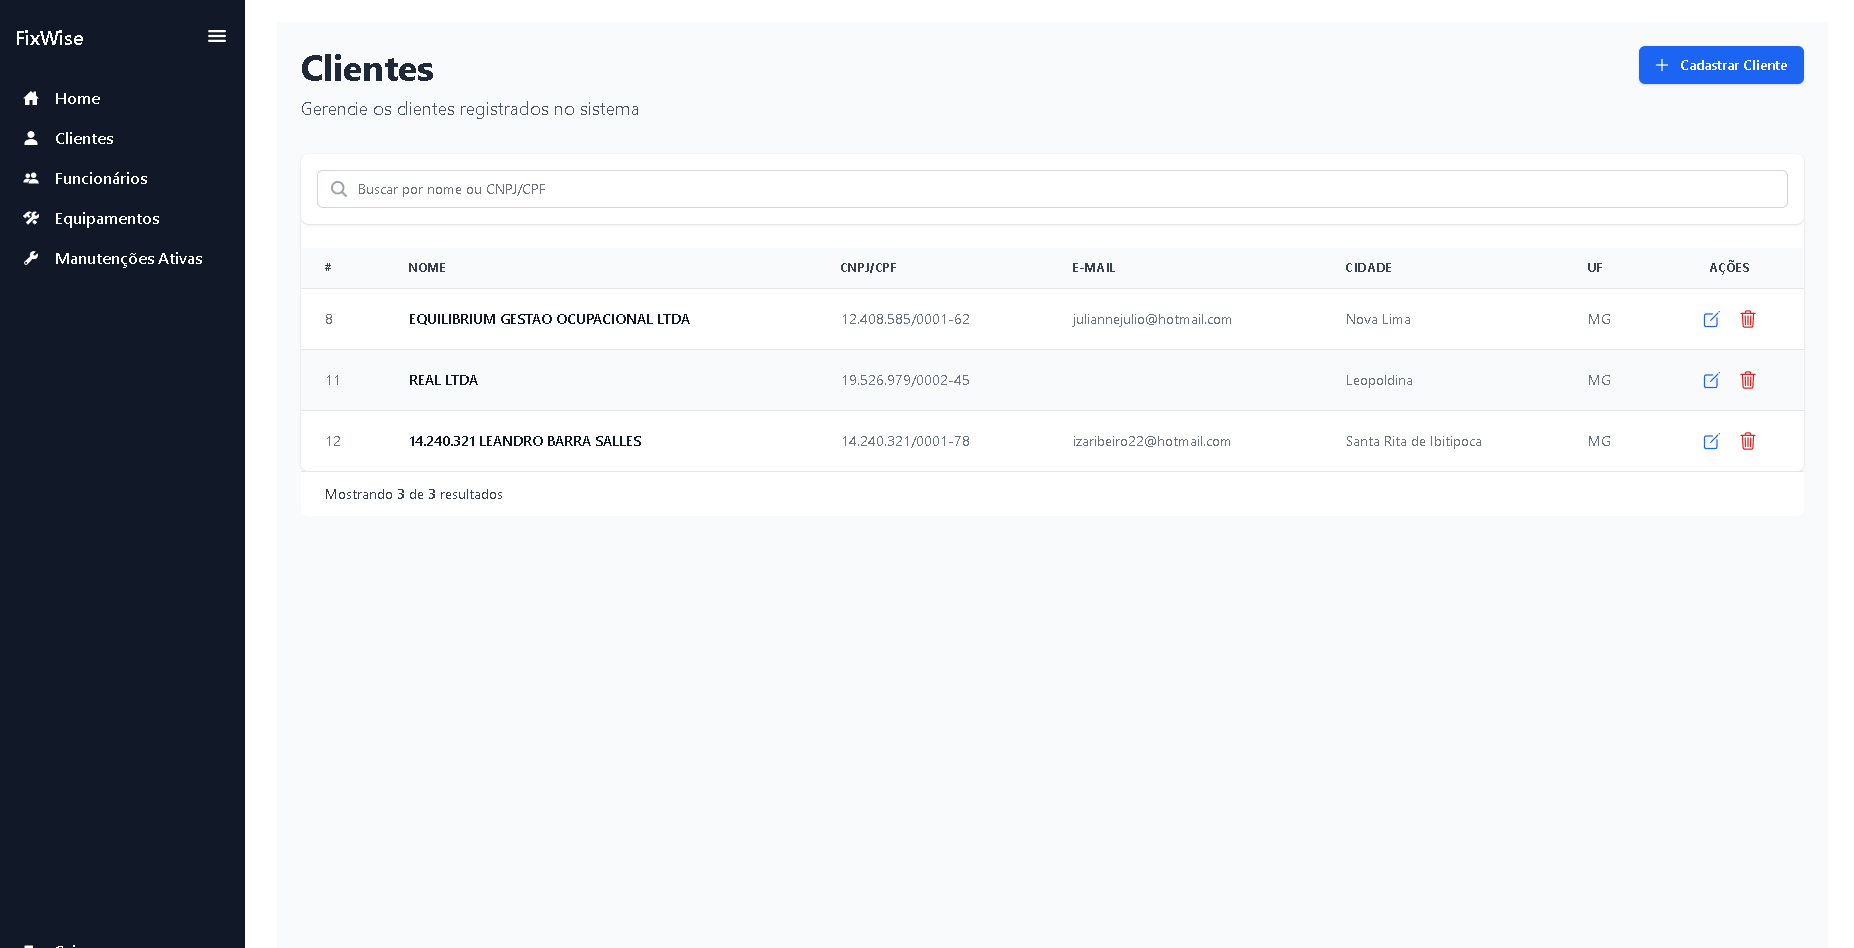 FixWise
Home
Clientes
Funcionários
Equipamentos
Manutenções Ativas
Clientes
Gerencie os clientes registrados no sistema
Cadastrar Cliente
Buscar por nome ou CNPJ/CPF
# NOME CNPJ/CPF E-MAIL CIDADE UF AÇÕES
8 EQUILIBRIUM GESTAO OCUPACIONAL LTDA 12.408.585/0001-62 juliannejulio@hotmail.com Nova Lima MG
11 REAL LTDA 19.526.979/0002-45 Leopoldina MG
12 14.240.321 LEANDRO BARRA SALLES 14.240.321/0001-78 izaribeiro22@hotmail.com Santa Rita de Ibitipoca MG
Mostrando 3 de 3 resultados